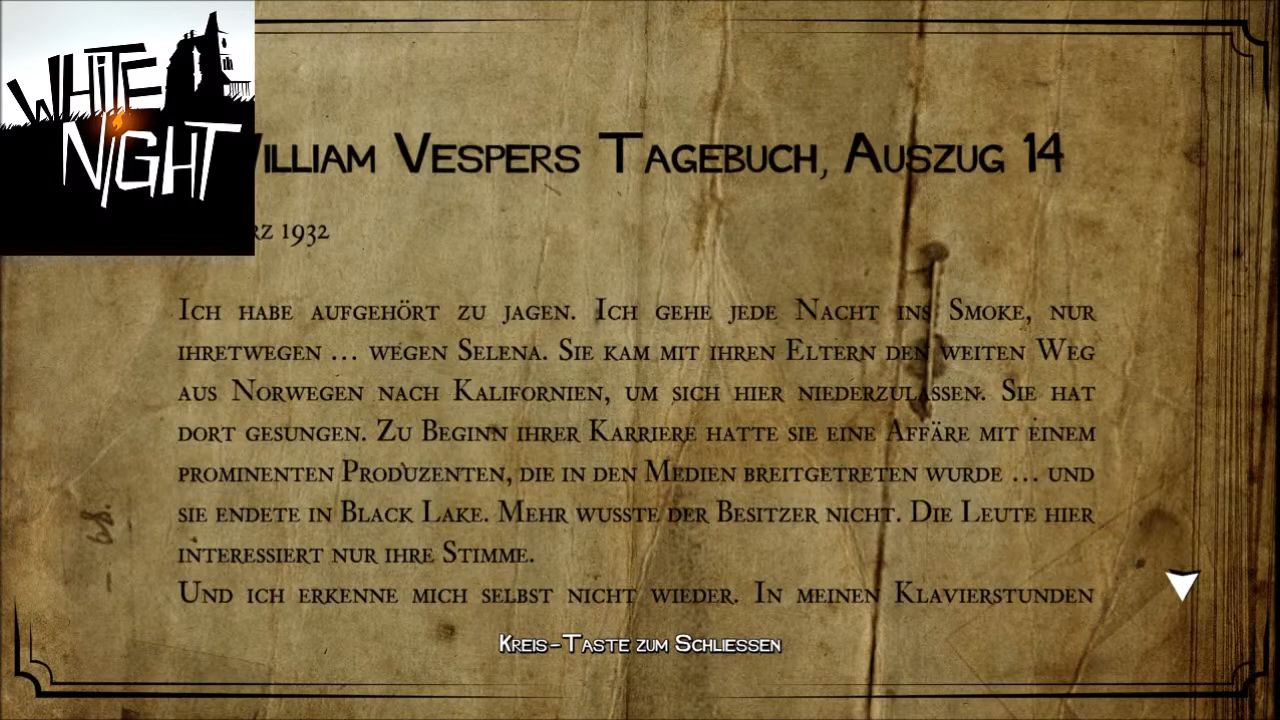 WHITE
NIGHT
ILLIAM VESPERS TAGEBUCH, AUSZUG 14
RZ 1932
ICH HABE AUFGEHÖRT ZU JAGEN. ICH GEHE JEDE NACHT INS SMOKE, NUR
IHRETWEGEN ... WEGEN SELENA. SIE KAM MIT IHREN ELTERN DEN WEITEN WEG
AUS NORWEGEN NACH KALIFORNIEN, UM SICH HIER NIEDERZULASSEN. SIE HAT
DORT GESUNGEN. ZU BEGINN IHRER KARRIERE HATTE SIE EINE AFFÄRE MIT EINEM
PROMINENTEN PRODUZENTEN, DIE IN DEN MEDIEN BREITGETRETEN WURDE ... UND
SIE ENDETE IN BLACK LAKE. MEHR WUSSTE DER BESITZER NICHT. DIE LEUTE HIER
INTERESSIERT NUR IHRE STIMME.
UND ICH ERKENNE MICH SELBST NICHT WIEDER. IN MEINEN KLAVIERSTUNDEN
KREIS-TASTE ZUM SCHLIESSEN